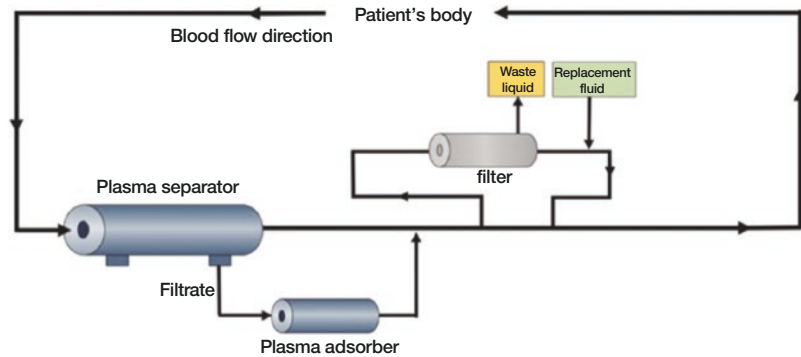 Patient's body
Blood flow direction
Waste
liquid
Replacement
fluid
filter
Plasma separator
Filtrate
Plasma adsorber